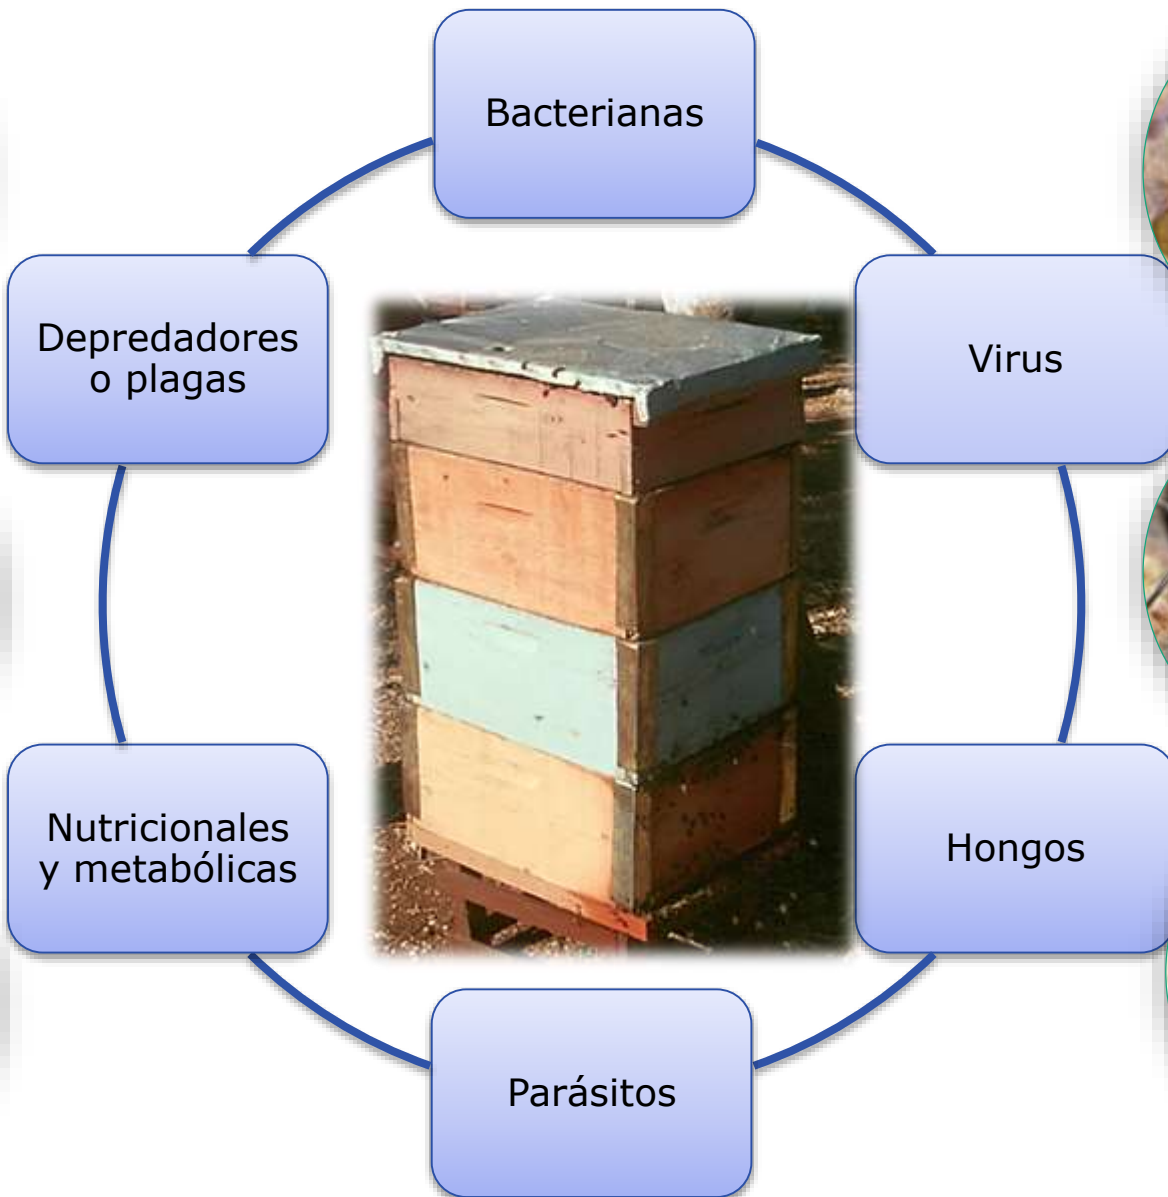 Bacterianas
Depredadores
o plagas
Virus
Nutricionales
y metabólicas
Hongos
Parásitos